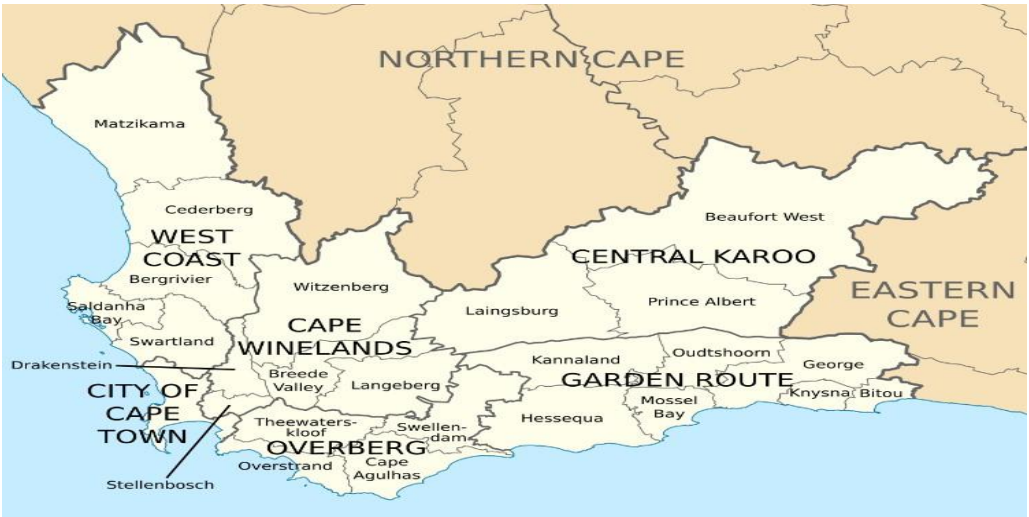 NORTHERN CAPE
Matzikama
Cederberg
WEST
COAST
Bergrivier
Beaufort West
CENTRAL KAROO
Witzenberg
EASTERN
CAPE
Saldanha
Bay
Laingsburg
Prince Albert
Swartland
CAPE
WINELANDS
Drakenstein
Breede
Valley
Langeberg
Kannaland
Oudtshoorn
George
GARDEN ROUTE
CITY OF
CAPE
TOWN
Knysna
Bitou
Mossel
Bay
Hessequa
Theewaters-
kloof
Swellen-
dam
OVERBERG
Overstrand
Cape
Agulhas
Stellenbosch